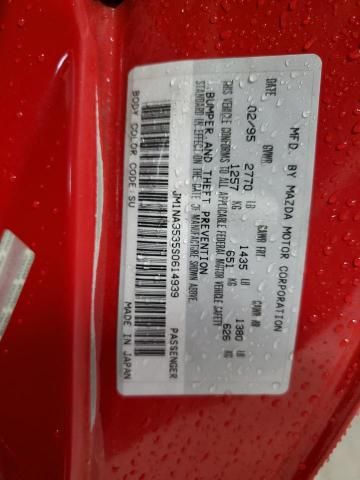 MFD. BY MAZDA MOTOR CORPORATION
DATE GVWR GAWR FRT GAWR RR
02/95 2770 LB 1435 LB 1380 LB
1257 KG 651 KG 626 KG
THIS VEHICLE CONFORMS TO ALL APPLICABLE FEDERAL MOTOR VEHICLE SAFETY
BUMPER, AND THEFT PREVENTION
STANDARD IN EFFECT ON THE DATE OF MANUFACTURE SHOWN ABOVE
JM1NA3535S0614939 PASSENGER
BODY COLOR CODE:SU MADE IN JAPAN